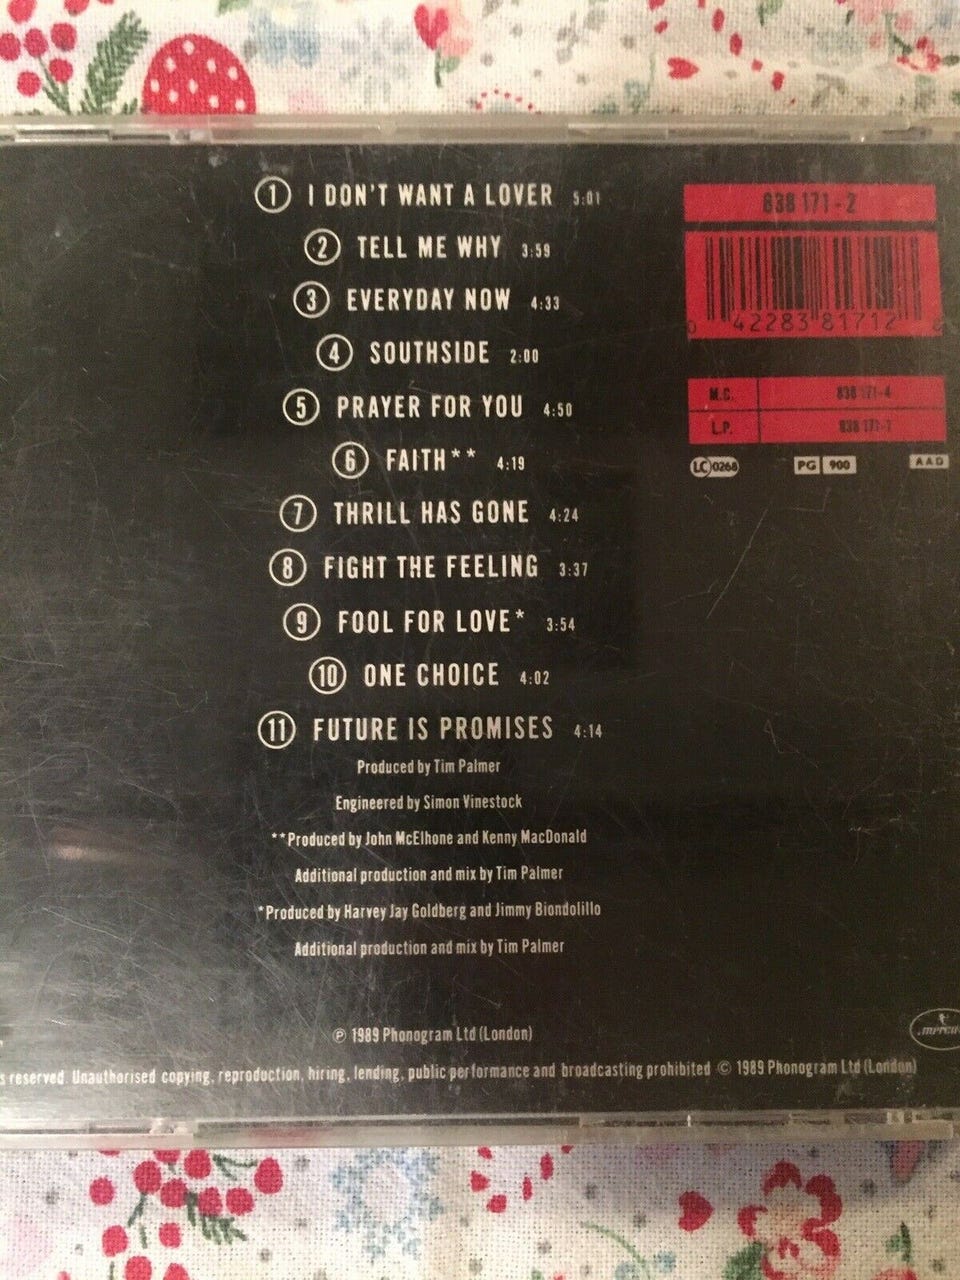 1 I DON'T WANT A LOVER 5:01
2 TELL ME WHY 3:59
3 EVERYDAY NOW 4:33
4 SOUTHSIDE 2:00
5 PRAYER FOR YOU 4:50
6 FAITH** 4:19
7 THRILL HAS GONE 4:24
8 FIGHT THE FEELING 3:37
9 FOOL FOR LOVE* 3:54
10 ONE CHOICE 4:02
11 FUTURE IS PROMISES 4:14
Produced by Tim Palmer
Engineered by Simon Vinestock
**Produced by John McElhone and Kenny MacDonald
Additional production and mix by Tim Palmer
*Produced by Harvey Jay Goldberg and Jimmy Biondolillo
Additional production and mix by Tim Palmer
℗ 1989 Phonogram Ltd (London)
reserved. Unauthorised copying, reproduction, hiring, lending, public performance and broadcasting prohibited © 1989 Phonogram Ltd (London)
838 171 - 2
0 42283 81712
M.C. 838 171-4
L.P. 838 171-1
LC 0268 PG 900 AAD